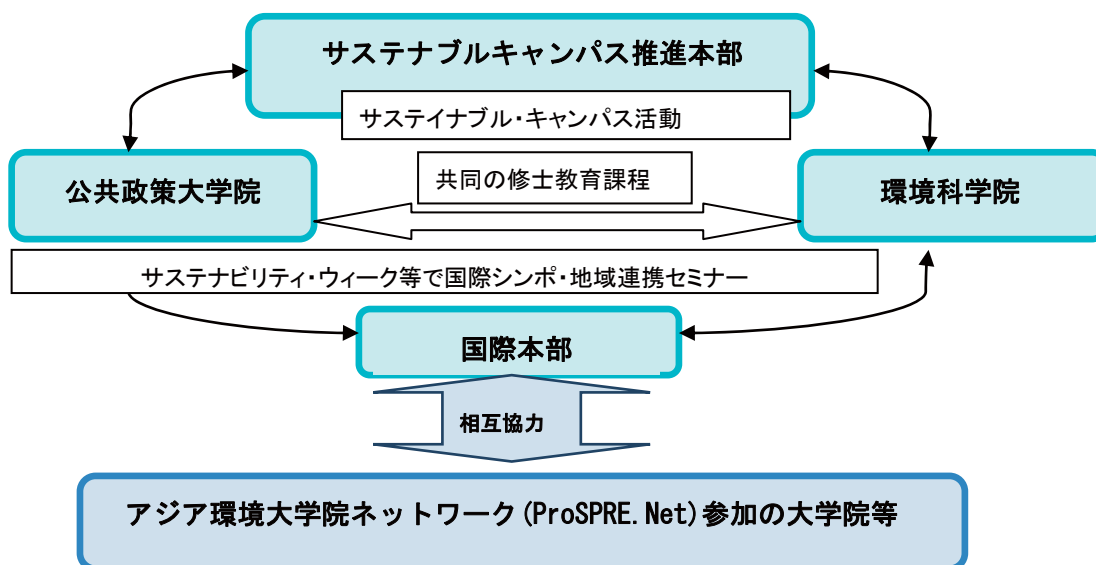 サステナブルキャンパス推進本部
サステイナブル・キャンパス活動
共同の修士教育課程
公共政策大学院
環境科学院
サステナビリティ・ウィーク等で国際シンポ・地域連携セミナー
国際本部
相互協力
アジア環境大学院ネットワーク(ProSPRE.Net)参加の大学院等